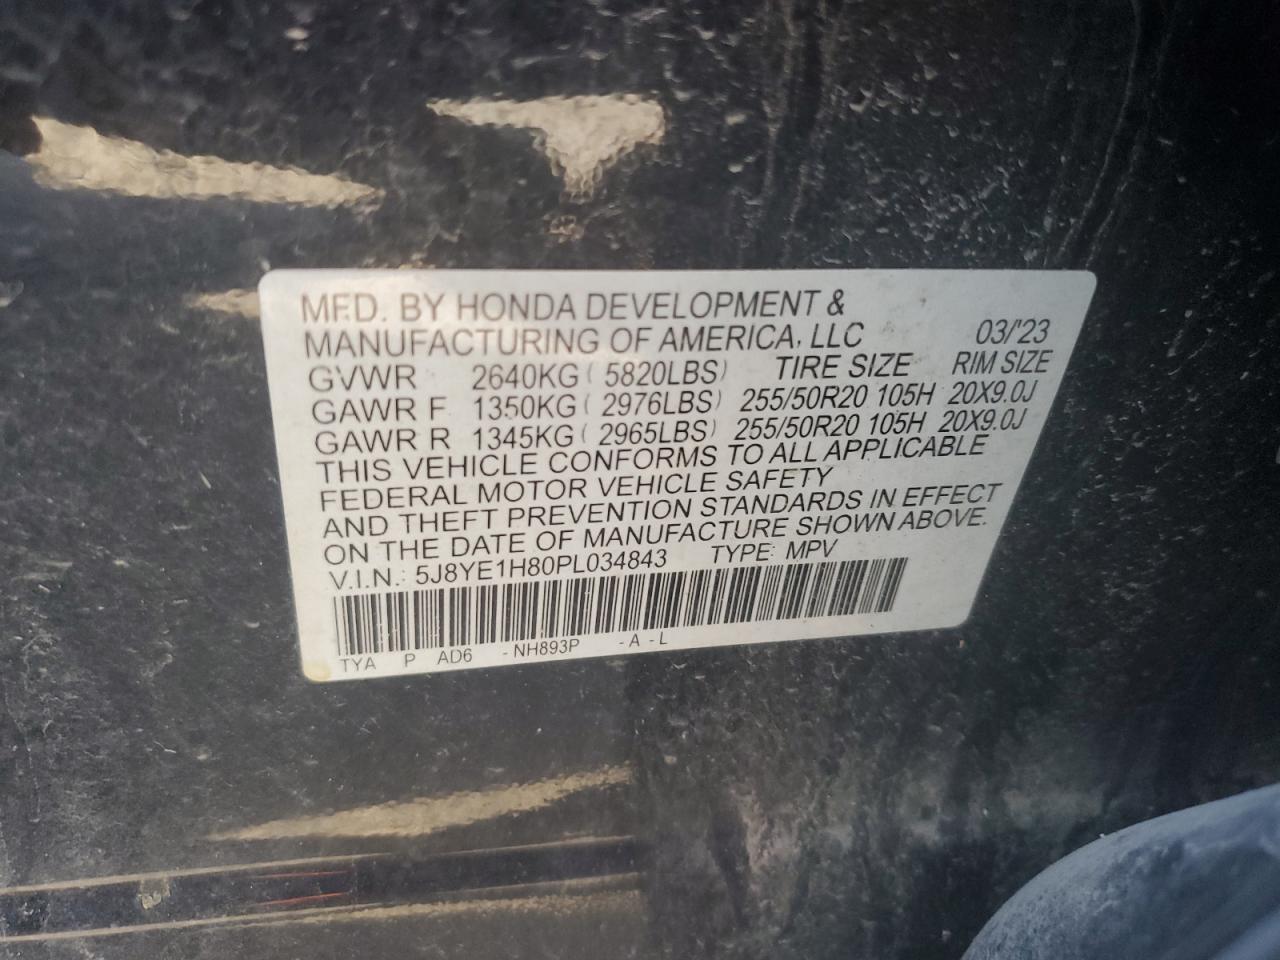 MFD. BY HONDA DEVELOPMENT &
MANUFACTURING OF AMERICA, LLC 03/'23
GVWR 2640KG ( 5820LBS) TIRE SIZE RIM SIZE
GAWR F 1350KG ( 2976LBS) 255/50R20 105H 20X9.0J
GAWR R 1345KG ( 2965LBS) 255/50R20 105H 20X9.0J
THIS VEHICLE CONFORMS TO ALL APPLICABLE
FEDERAL MOTOR VEHICLE SAFETY
AND THEFT PREVENTION STANDARDS IN EFFECT
ON THE DATE OF MANUFACTURE SHOWN ABOVE.
V.I.N.: 5J8YE1H80PL034843 TYPE: MPV
TYA P AD6 -NH893P -A -L